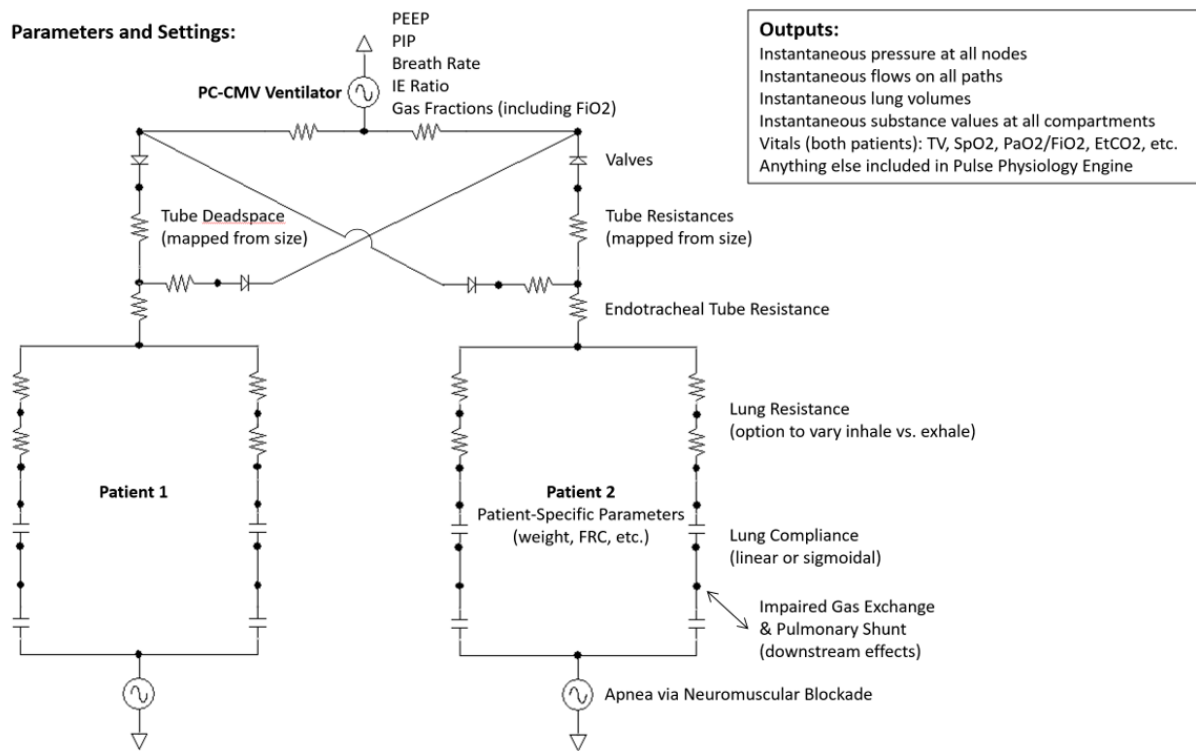 Parameters and Settings:
PEEP
PIP
Breath Rate
IE Ratio
Gas Fractions (including FiO2)
PC-CMV Ventilator
Outputs:
Instantaneous pressure at all nodes
Instantaneous flows on all paths
Instantaneous lung volumes
Instantaneous substance values at all compartments
Vitals (both patients): TV, SpO2, PaO2/FiO2, EtCO2, etc.
Anything else included in Pulse Physiology Engine
Valves
Tube Deadspace
(mapped from size)
Tube Resistances
(mapped from size)
Endotracheal Tube Resistance
Lung Resistance
(option to vary inhale vs. exhale)
Patient 1
Patient 2
Patient-Specific Parameters
(weight, FRC, etc.)
Lung Compliance
(linear or sigmoidal)
Impaired Gas Exchange
& Pulmonary Shunt
(downstream effects)
Apnea via Neuromuscular Blockade